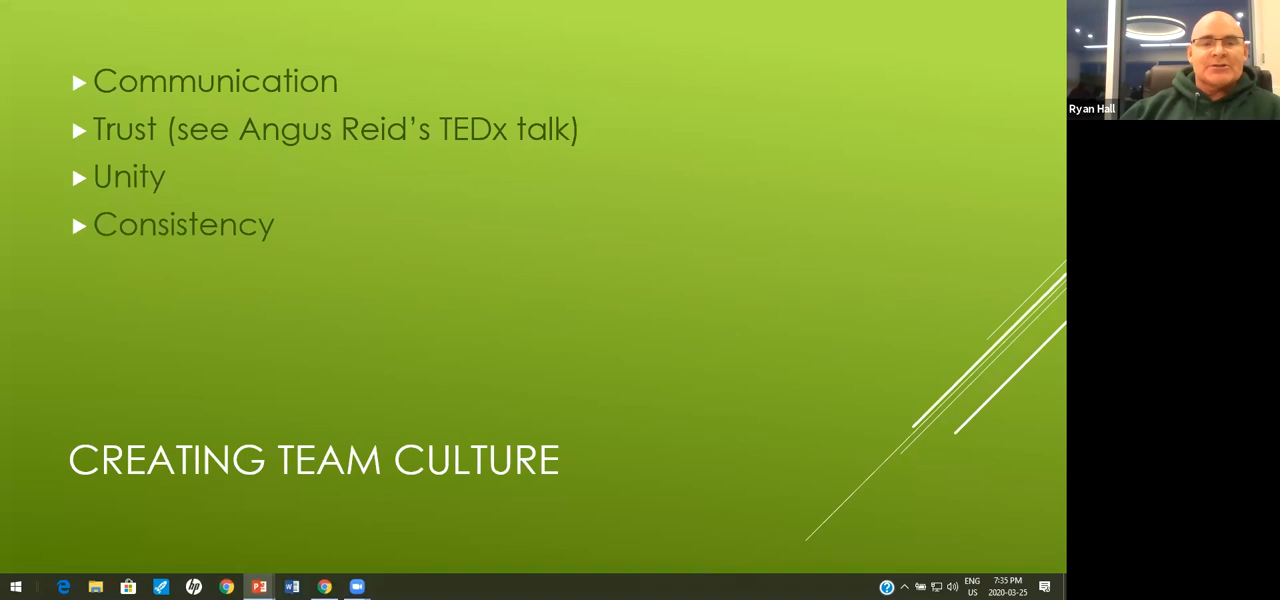 Communication
Trust (see Angus Reid’s TEDx talk)
Unity
Consistency
CREATING TEAM CULTURE
Ryan Hall
ENG
US
7:35 PM
2020-03-25